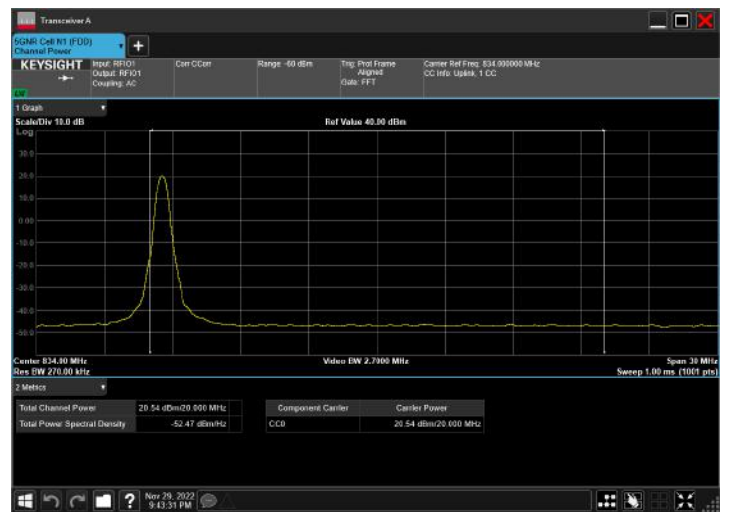 Transceiver A
5GNR Cell N1 (FDD)
Channel Power
KEYSIGHT
Input: RFIO1
Output: RFIO1
Coupling: AC
Corr CCorr
Range: -60 dBm
Trig: Prot Frame
Aligned
Gate: FFT
Carrier Ref Freq: 834.000000 MHz
CC Info: Uplink, 1 CC
1 Graph
Scale/Div 10.0 dB
Ref Value 40.00 dBm
Log
30.0
20.0
10.0
0.00
-10.0
-20.0
-30.0
-40.0
-50.0
Center 834.00 MHz
Video BW 2.7000 MHz
Span 30 MHz
Res BW 270.00 kHz
Sweep 1.00 ms (1001 pts)
2 Metrics
Total Channel Power 20.54 dBm/20.000 MHz
Total Power Spectral Density -52.47 dBm/Hz
Component Carrier Carrier Power
CC0 20.54 dBm/20.000 MHz
?
Nov 29, 2022
9:43:31 PM